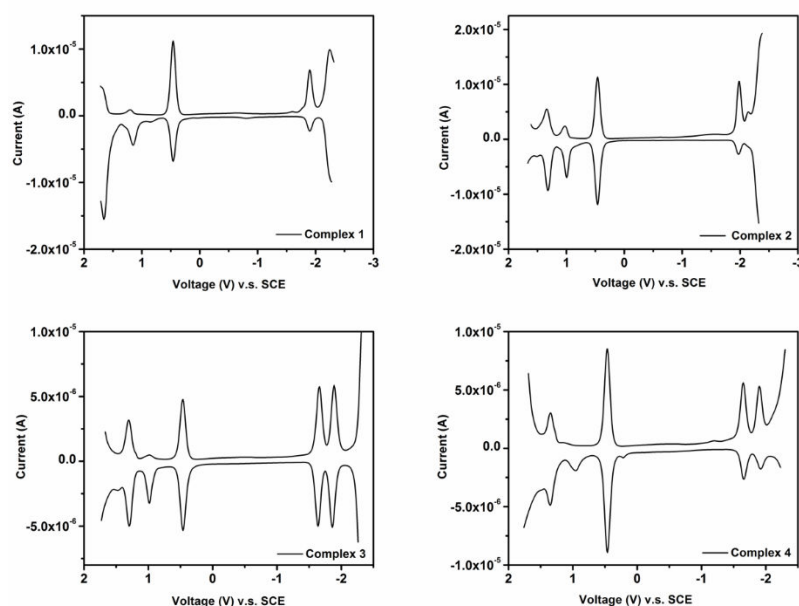 1.0x10⁻⁵
0.0
-1.0x10⁻⁵
-2.0x10⁻⁵
Current (A)
2 1 0 -1 -2 -3
Voltage (V) v.s. SCE
Complex 1
2.0x10⁻⁵
1.0x10⁻⁵
0.0
-1.0x10⁻⁵
-2.0x10⁻⁵
Current (A)
2 1 0 -1 -2 -3
Voltage (V) v.s. SCE
Complex 2
1.0x10⁻⁵
5.0x10⁻⁶
0.0
-5.0x10⁻⁶
Current (A)
2 1 0 -1 -2
Voltage (V) v.s. SCE
Complex 3
1.0x10⁻⁵
5.0x10⁻⁶
0.0
-5.0x10⁻⁶
-1.0x10⁻⁵
Current (A)
2 1 0 -1 -2
Voltage (V) v.s. SCE
Complex 4